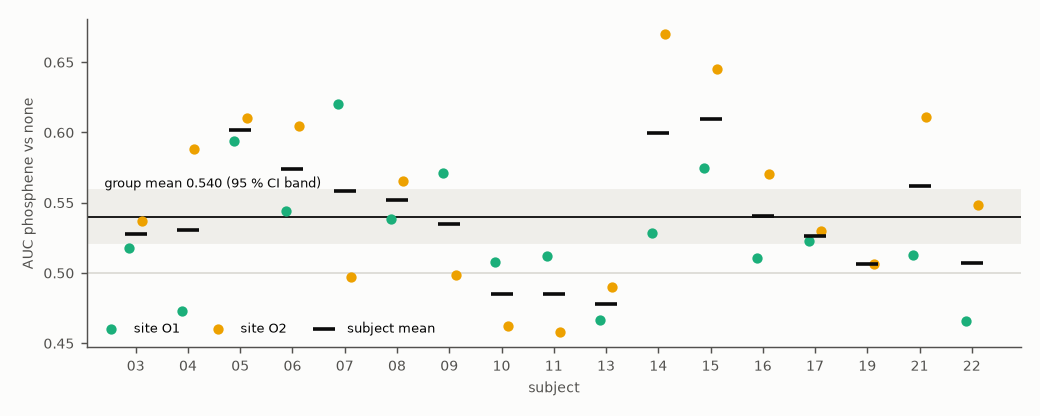 0.65
0.60
0.55
0.50
0.45
AUC phosphene vs none
group mean 0.540 (95 % CI band)
site O1 site O2 subject mean
03 04 05 06 07 08 09 10 11 13 14 15 16 17 19 21 22
subject